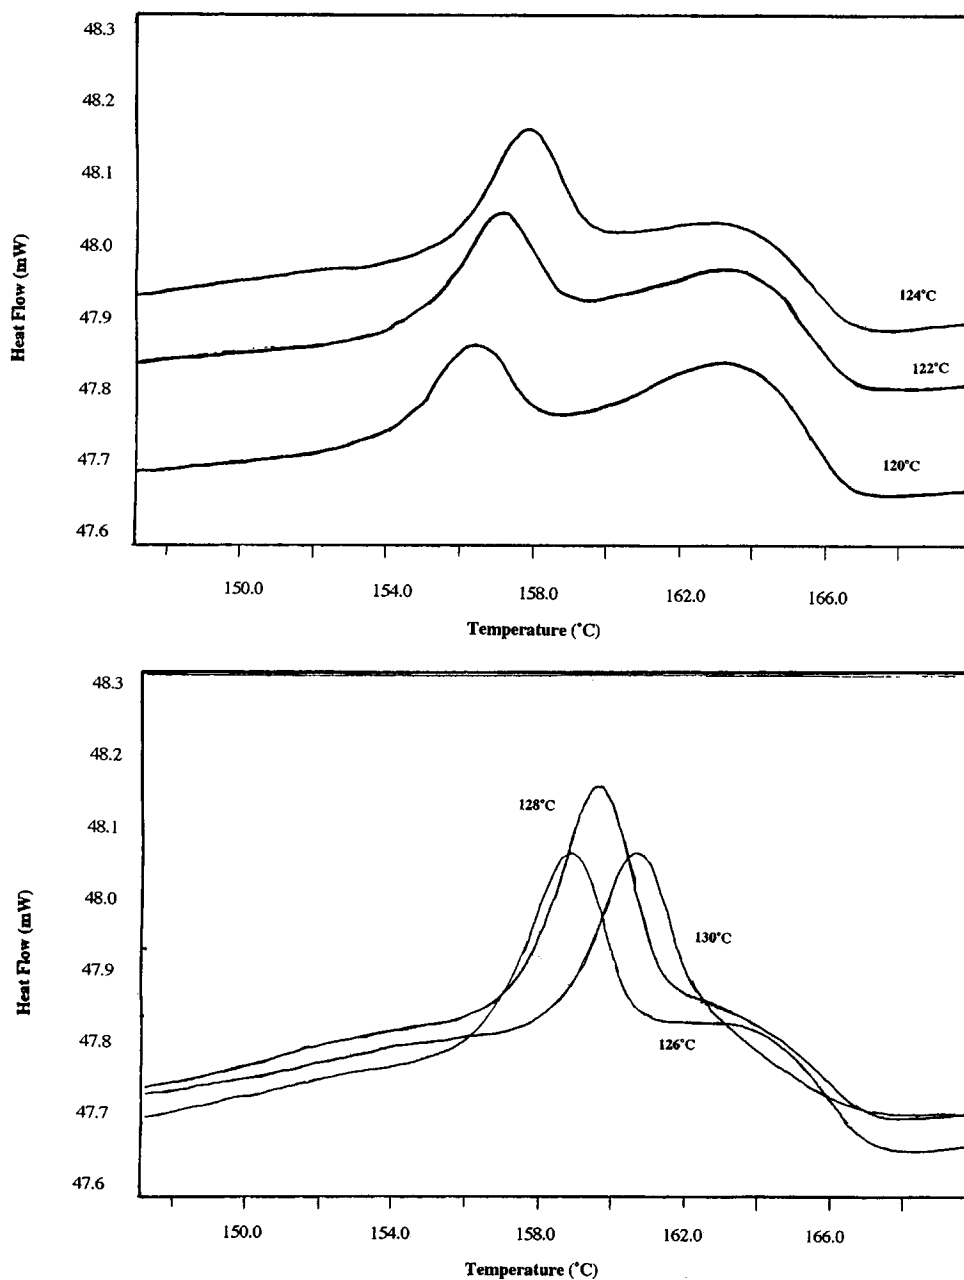 48.3
48.2
48.1
48.0
47.9
47.8
47.7
47.6
Heat Flow (mW)
124°C
122°C
120°C
150.0 154.0 158.0 162.0 166.0
Temperature (°C)
48.3
48.2
48.1
48.0
47.9
47.8
47.7
47.6
Heat Flow (mW)
128°C
130°C
126°C
150.0 154.0 158.0 162.0 166.0
Temperature (°C)